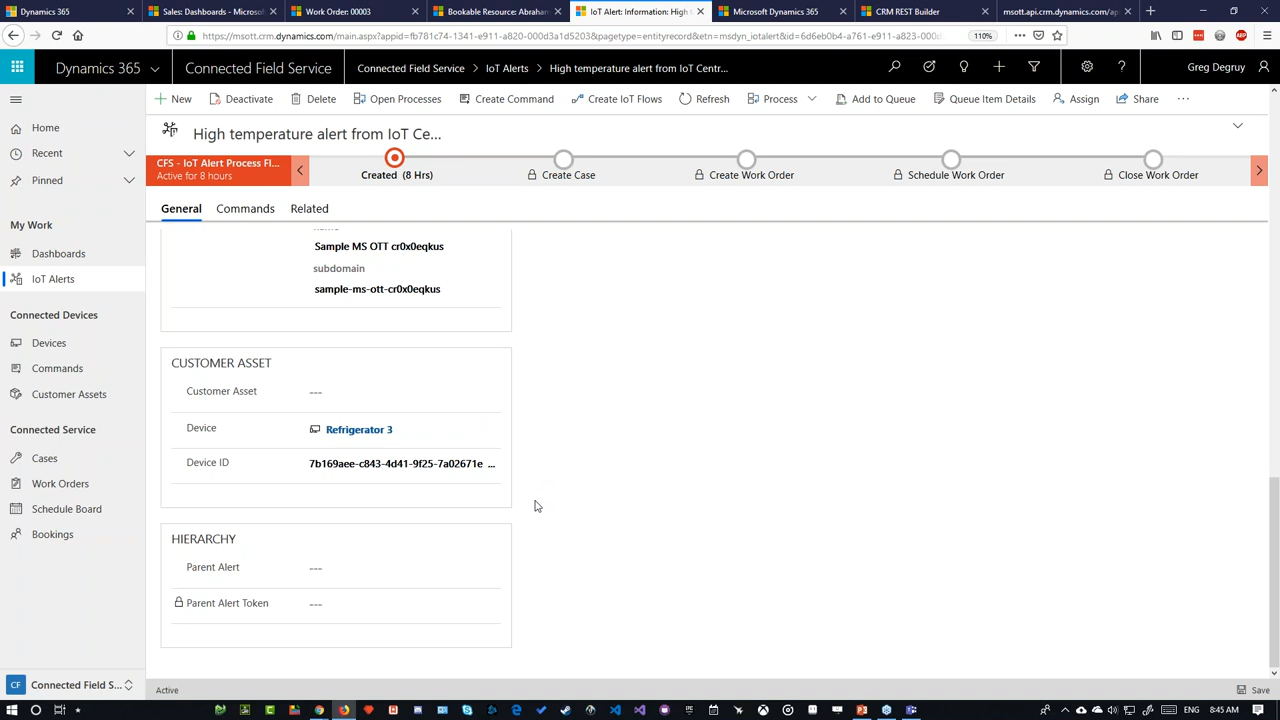 Dynamics 365
Sales: Dashboards - Microsof
Work Order: 00003
Bookable Resource: Abraha
IoT Alert: Information: High
Microsoft Dynamics 365
CRM REST Builder
msott.api.crm.dynamics.com/ap
https://msott.crm.dynamics.com/main.aspx?appid=fb781c74-1341-e911-a820-000d3a1d5203&pagetype=entityrecord&etn=msdyn_iotalert&id=6d6eb0b4-a761-e911-a823-000d
110%
Dynamics 365
Connected Field Service
Connected Field Service > IoT Alerts > High temperature alert from IoT Centr...
Greg Degruy
New
Deactivate
Delete
Open Processes
Create Command
Create IoT Flows
Refresh
Process
Add to Queue
Queue Item Details
Assign
Share
Home
Recent
Pinned
My Work
Dashboards
IoT Alerts
Connected Devices
Devices
Commands
Customer Assets
Connected Service
Cases
Work Orders
Schedule Board
Bookings
CF
Connected Field S...
High temperature alert from IoT Ce...
CFS - IoT Alert Process Fl...
Active for 8 hours
Created (8 Hrs)
Create Case
Create Work Order
Schedule Work Order
Close Work Order
General
Commands
Related
Sample MS OTT cr0x0eqkus
subdomain
sample-ms-ott-cr0x0eqkus
CUSTOMER ASSET
Customer Asset
---
Device
Refrigerator 3
Device ID
7b169aee-c843-4d41-9f25-7a02671e ...
HIERARCHY
Parent Alert
---
Parent Alert Token
---
Active
Save
ENG
8:45 AM